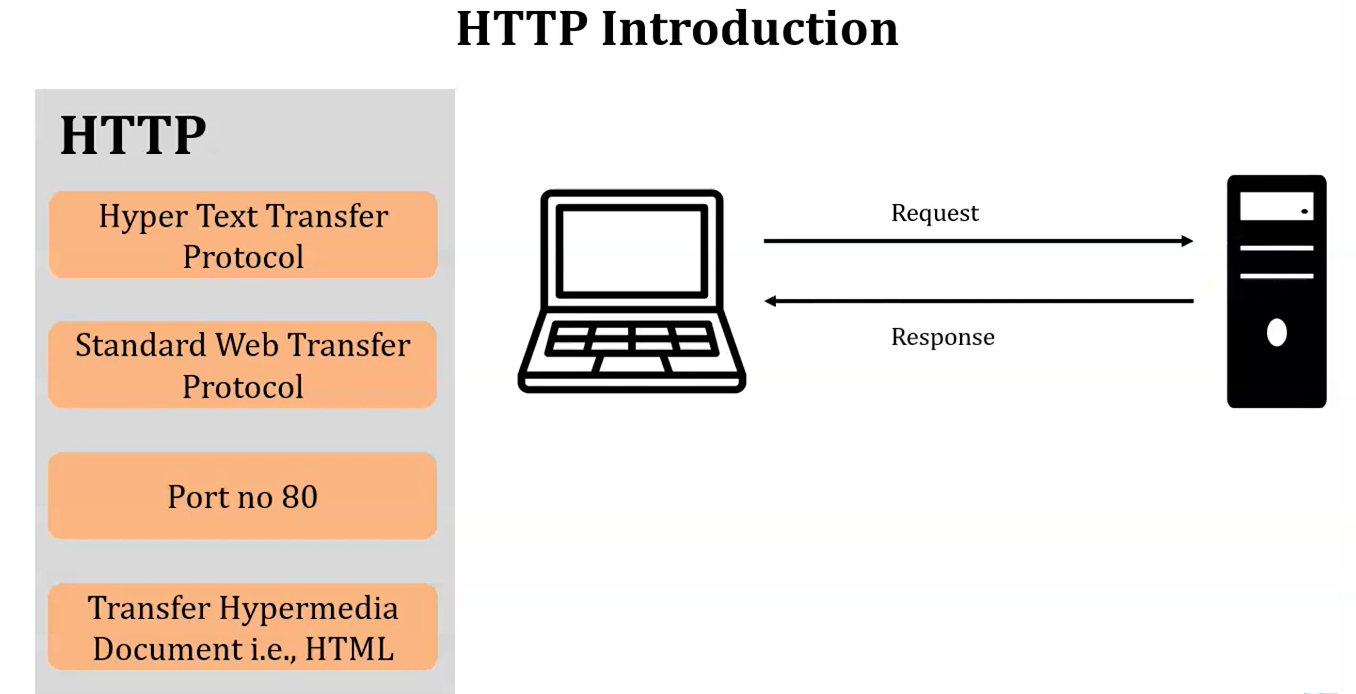 HTTP Introduction
HTTP
Hyper Text Transfer
Protocol
Standard Web Transfer
Protocol
Port no 80
Transfer Hypermedia
Document i.e., HTML
Request
Response